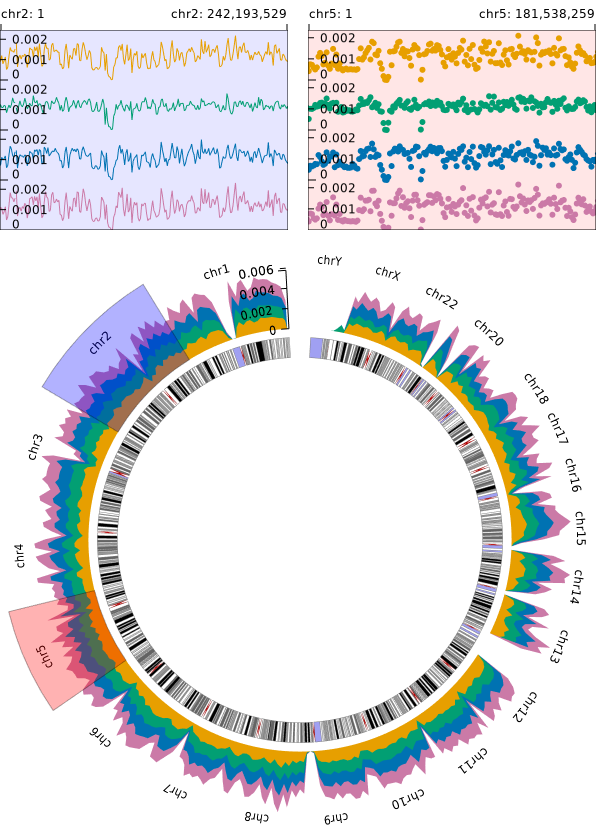 chr2: 1
chr2: 242,193,529
chr5: 1
chr5: 181,538,259
0.002
0.001
0
0.002
0.001
0
0.002
0.001
0
0.002
0.001
0
0.002
0.001
0
0.002
0.001
0
0.002
0.001
0
0.002
0.001
0
chr1
0.006
0.004
0.002
0
chrY
chrX
chr22
chr20
chr18
chr17
chr16
chr15
chr14
chr13
chr12
chr11
chr10
chr9
chr8
chr7
chr6
chr5
chr4
chr3
chr2